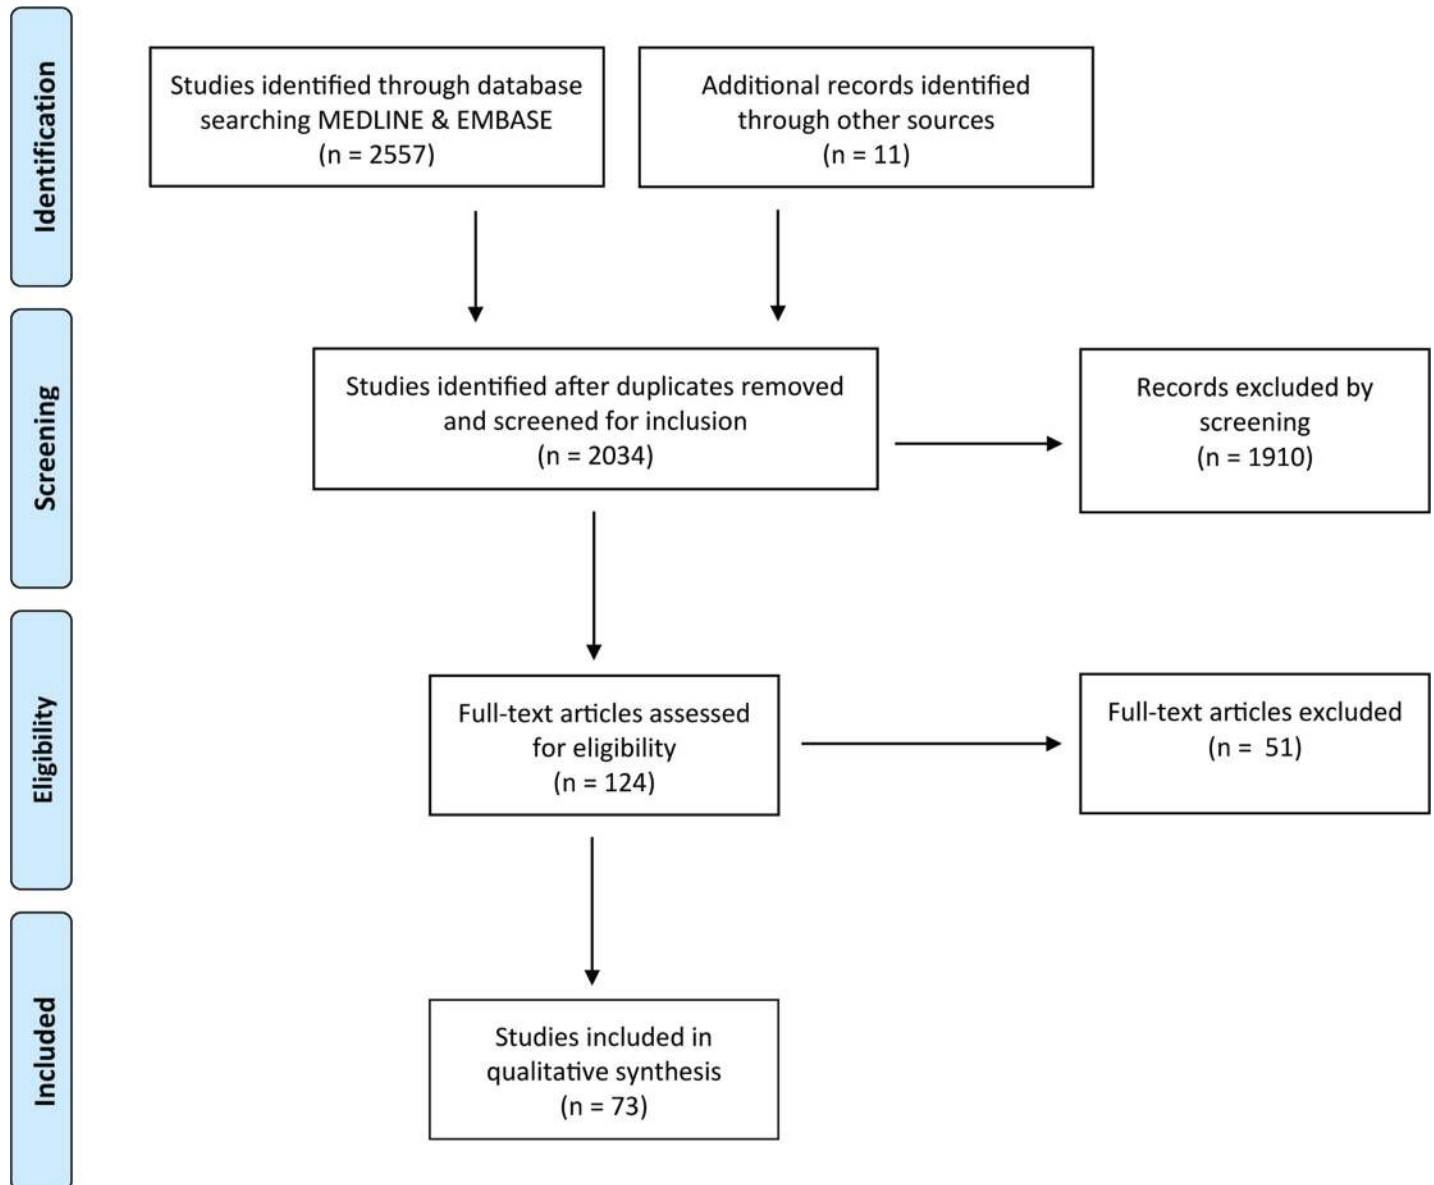 Identification
Studies identified through database
searching MEDLINE & EMBASE
(n = 2557)
Additional records identified
through other sources
(n = 11)
Screening
Studies identified after duplicates removed
and screened for inclusion
(n = 2034)
Records excluded by
screening
(n = 1910)
Eligibility
Full-text articles assessed
for eligibility
(n = 124)
Full-text articles excluded
(n =  51)
Included
Studies included in
qualitative synthesis
(n = 73)